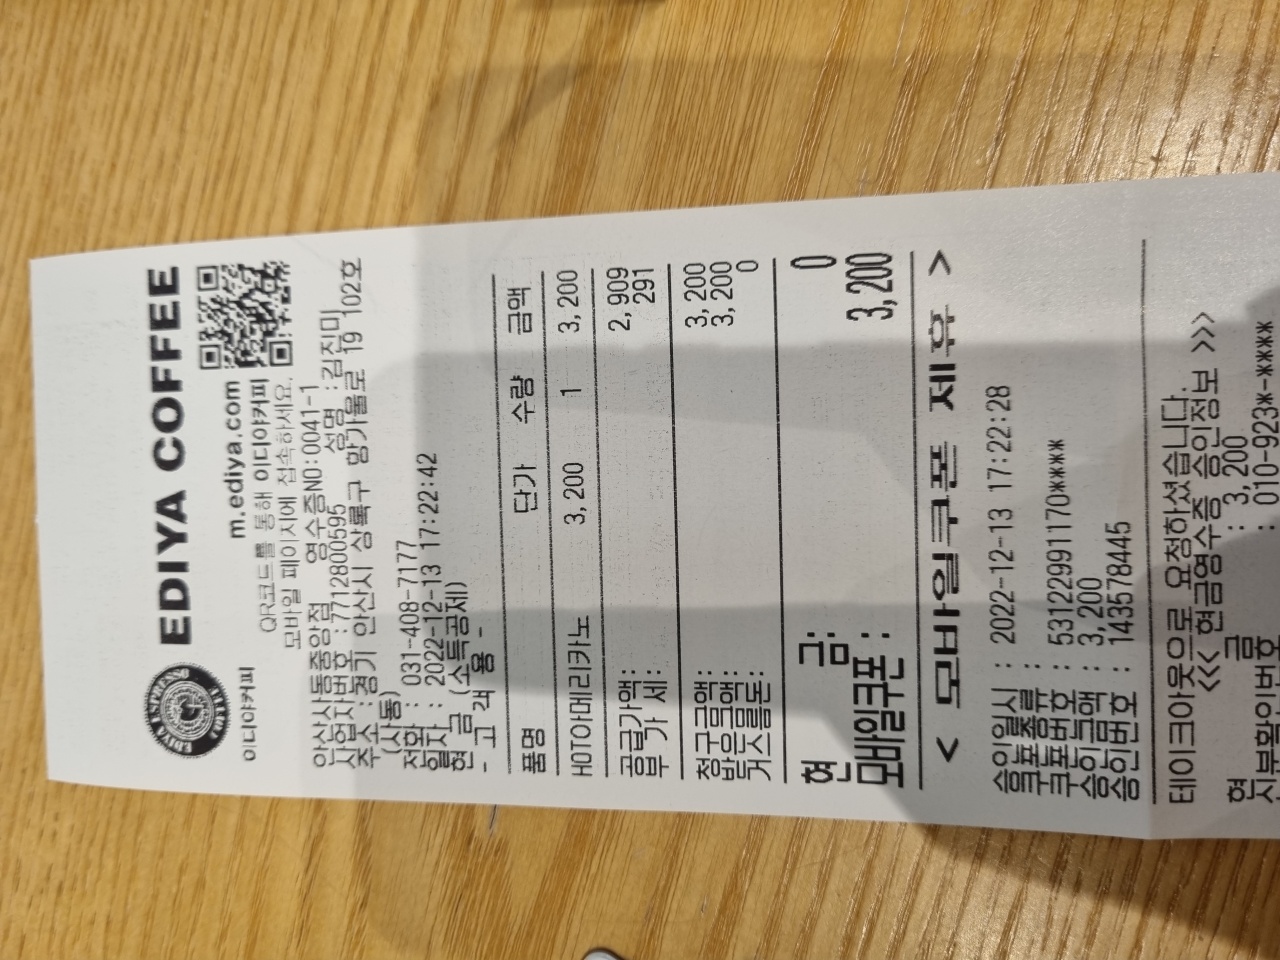 EDIYA COFFEE
EDIYA ESPRESSO
이디야커피
m.ediya.com
QR코드를 통해 이디야커피
모바일 페이지에 접속하세요.
안산사동중앙점 영수증NO:0041-1
사업자번호 :7712800595 성명 :김진미
주소 :경기 안산시 상록구 항가울로 19 102호
(사동)
전화: 031-408-7177
일자: 2022-12-13 17:22:42
현 금 (소득공제)
- 고 객 용 -
품명 단가 수량 금액
HOT아메리카노 3,200 1 3,200
공급가액: 2,909
부 가 세: 291
청구금액: 3,200
받은금액: 3,200
거스름돈: 0
현 금: 0
모바일쿠폰: 3,200
< 모바일쿠폰 제휴 >
승인일시 : 2022-12-13 17:22:28
쿠폰종류 :
쿠폰번호 : 53122991170****
승인금액 : 3,200
승인번호 : 143578445
테이크아웃으로 요청하셨습니다.
<<< 현금영수증 승인정보 >>>
현 금 : 3,200
신분확인번호 : 010-923*-****